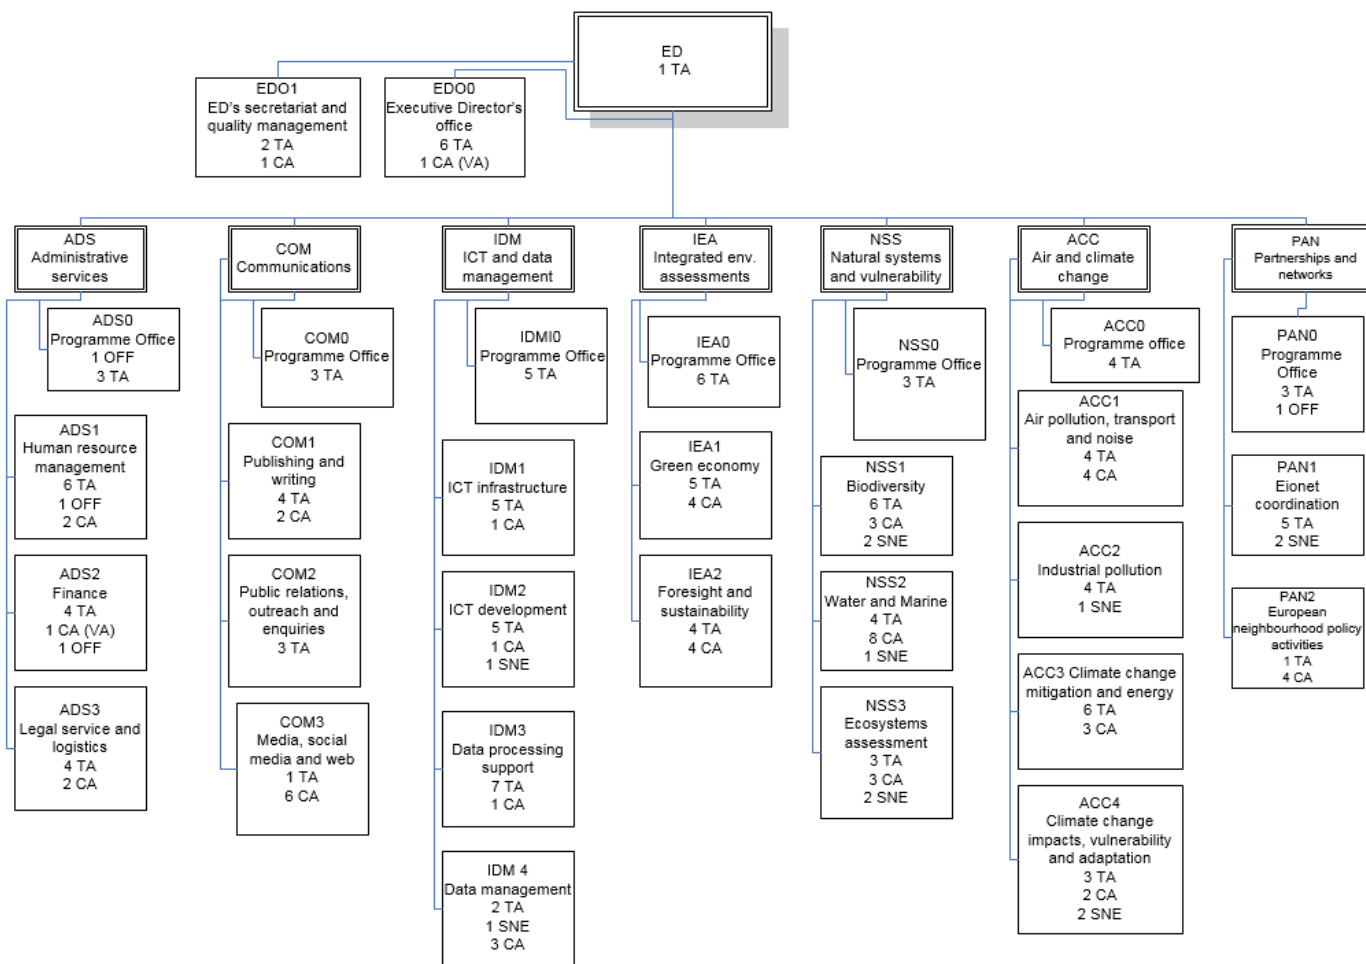 ED
1 TA
EDO1
ED's secretariat and
quality management
2 TA
1 CA
EDO0
Executive Director's
office
6 TA
1 CA (VA)
ADS
Administrative
services
COM
Communications
IDM
ICT and data
management
IEA
Integrated env.
assessments
NSS
Natural systems
and vulnerability
ACC
Air and climate
change
PAN
Partnerships and
networks
ADS0
Programme Office
1 OFF
3 TA
ADS1
Human resource
management
6 TA
1 OFF
2 CA
ADS2
Finance
4 TA
1 CA (VA)
1 OFF
ADS3
Legal service and
logistics
4 TA
2 CA
COM0
Programme Office
3 TA
COM1
Publishing and
writing
4 TA
2 CA
COM2
Public relations,
outreach and
enquiries
3 TA
COM3
Media, social
media and web
1 TA
6 CA
IDMI0
Programme Office
5 TA
IDM1
ICT infrastructure
5 TA
1 CA
IDM2
ICT development
5 TA
1 CA
1 SNE
IDM3
Data processing
support
7 TA
1 CA
IDM 4
Data management
2 TA
1 SNE
3 CA
IEA0
Programme Office
6 TA
IEA1
Green economy
5 TA
4 CA
IEA2
Foresight and
sustainability
4 TA
4 CA
NSS0
Programme Office
3 TA
NSS1
Biodiversity
6 TA
3 CA
2 SNE
NSS2
Water and Marine
4 TA
8 CA
1 SNE
NSS3
Ecosystems
assessment
3 TA
3 CA
2 SNE
ACC0
Programme office
4 TA
ACC1
Air pollution, transport
and noise
4 TA
4 CA
ACC2
Industrial pollution
4 TA
1 SNE
ACC3 Climate change
mitigation and energy
6 TA
3 CA
ACC4
Climate change
impacts, vulnerability
and adaptation
3 TA
2 CA
2 SNE
PAN0
Programme
Office
3 TA
1 OFF
PAN1
Eionet
coordination
5 TA
2 SNE
PAN2
European
neighbourhood policy
activities
1 TA
4 CA